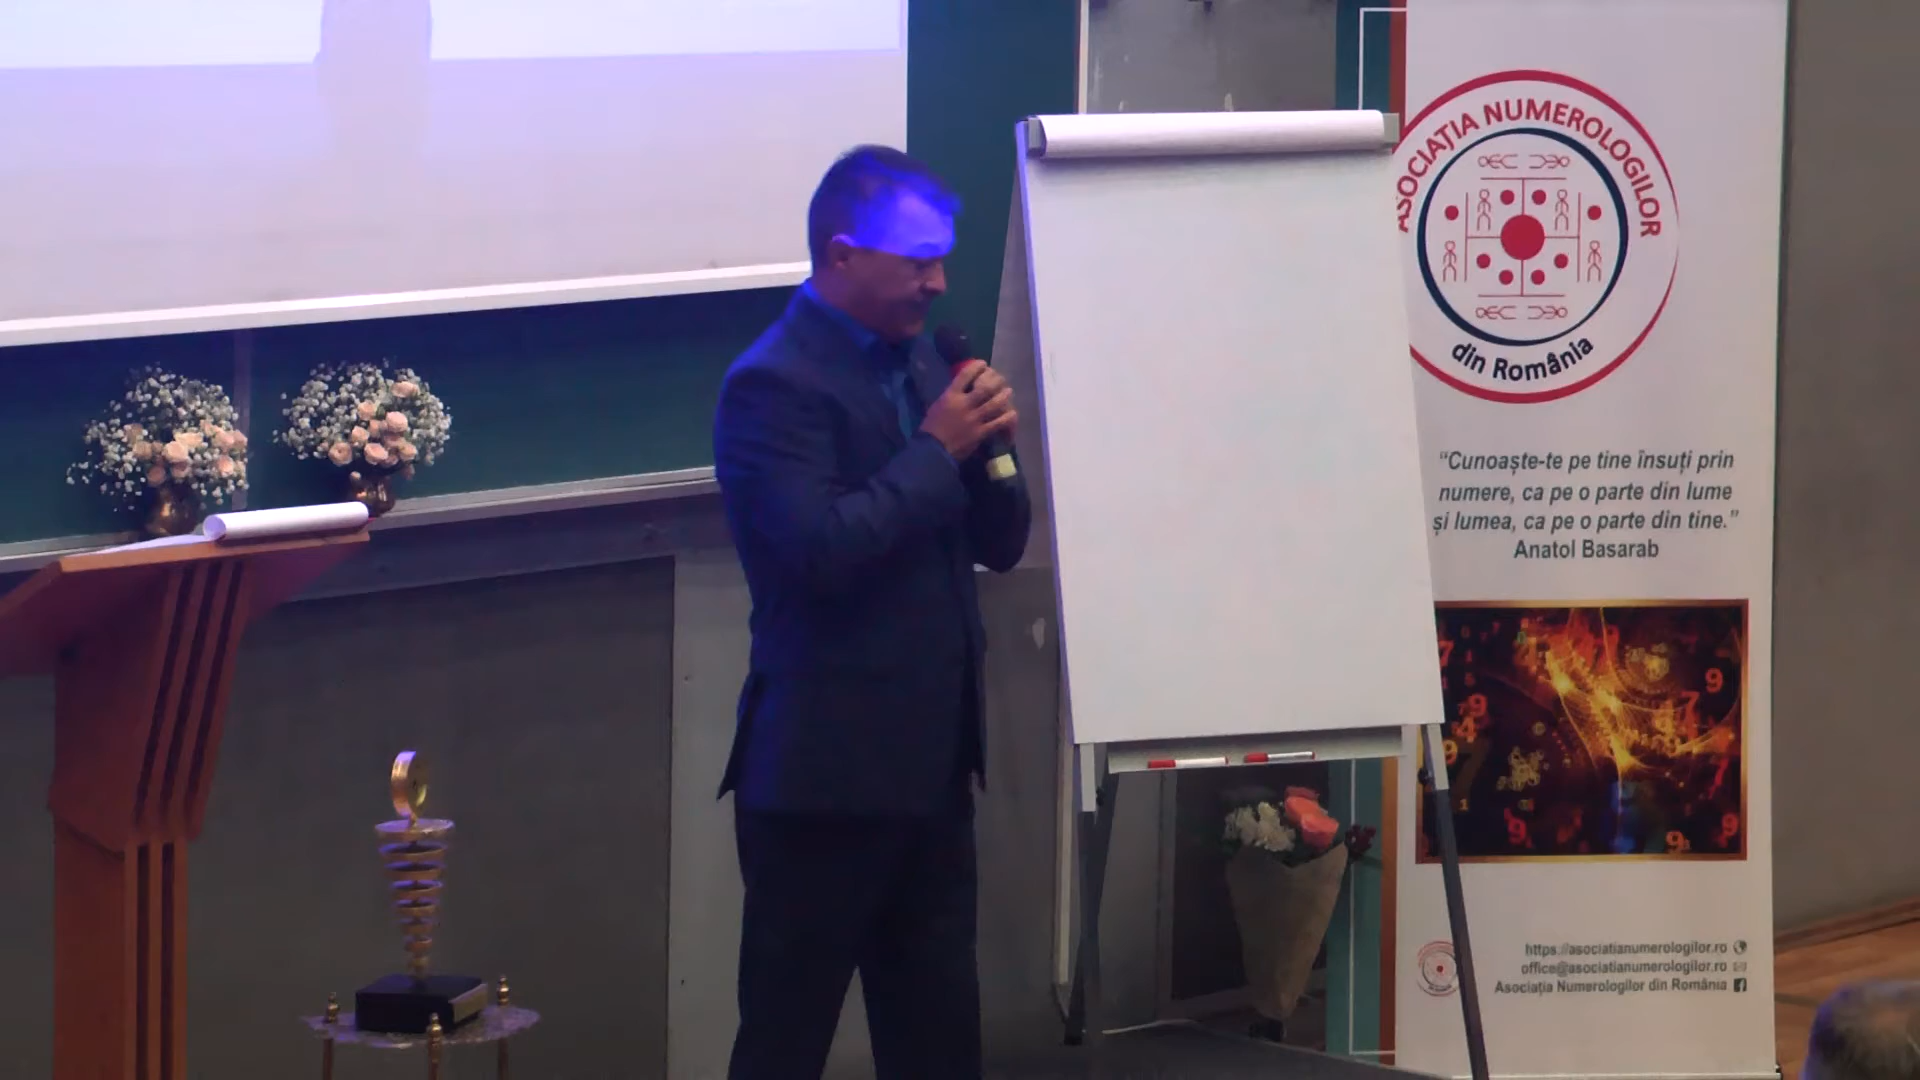 ASOCIAȚIA NUMEROLOGILOR
din România
“Cunoaște-te pe tine însuți prin
numere, ca pe o parte din lume
și lumea, ca pe o parte din tine.”
Anatol Basarab
https://asociatianumerologilor.ro
office@asociatianumerologilor.ro
Asociația Numerologilor din România